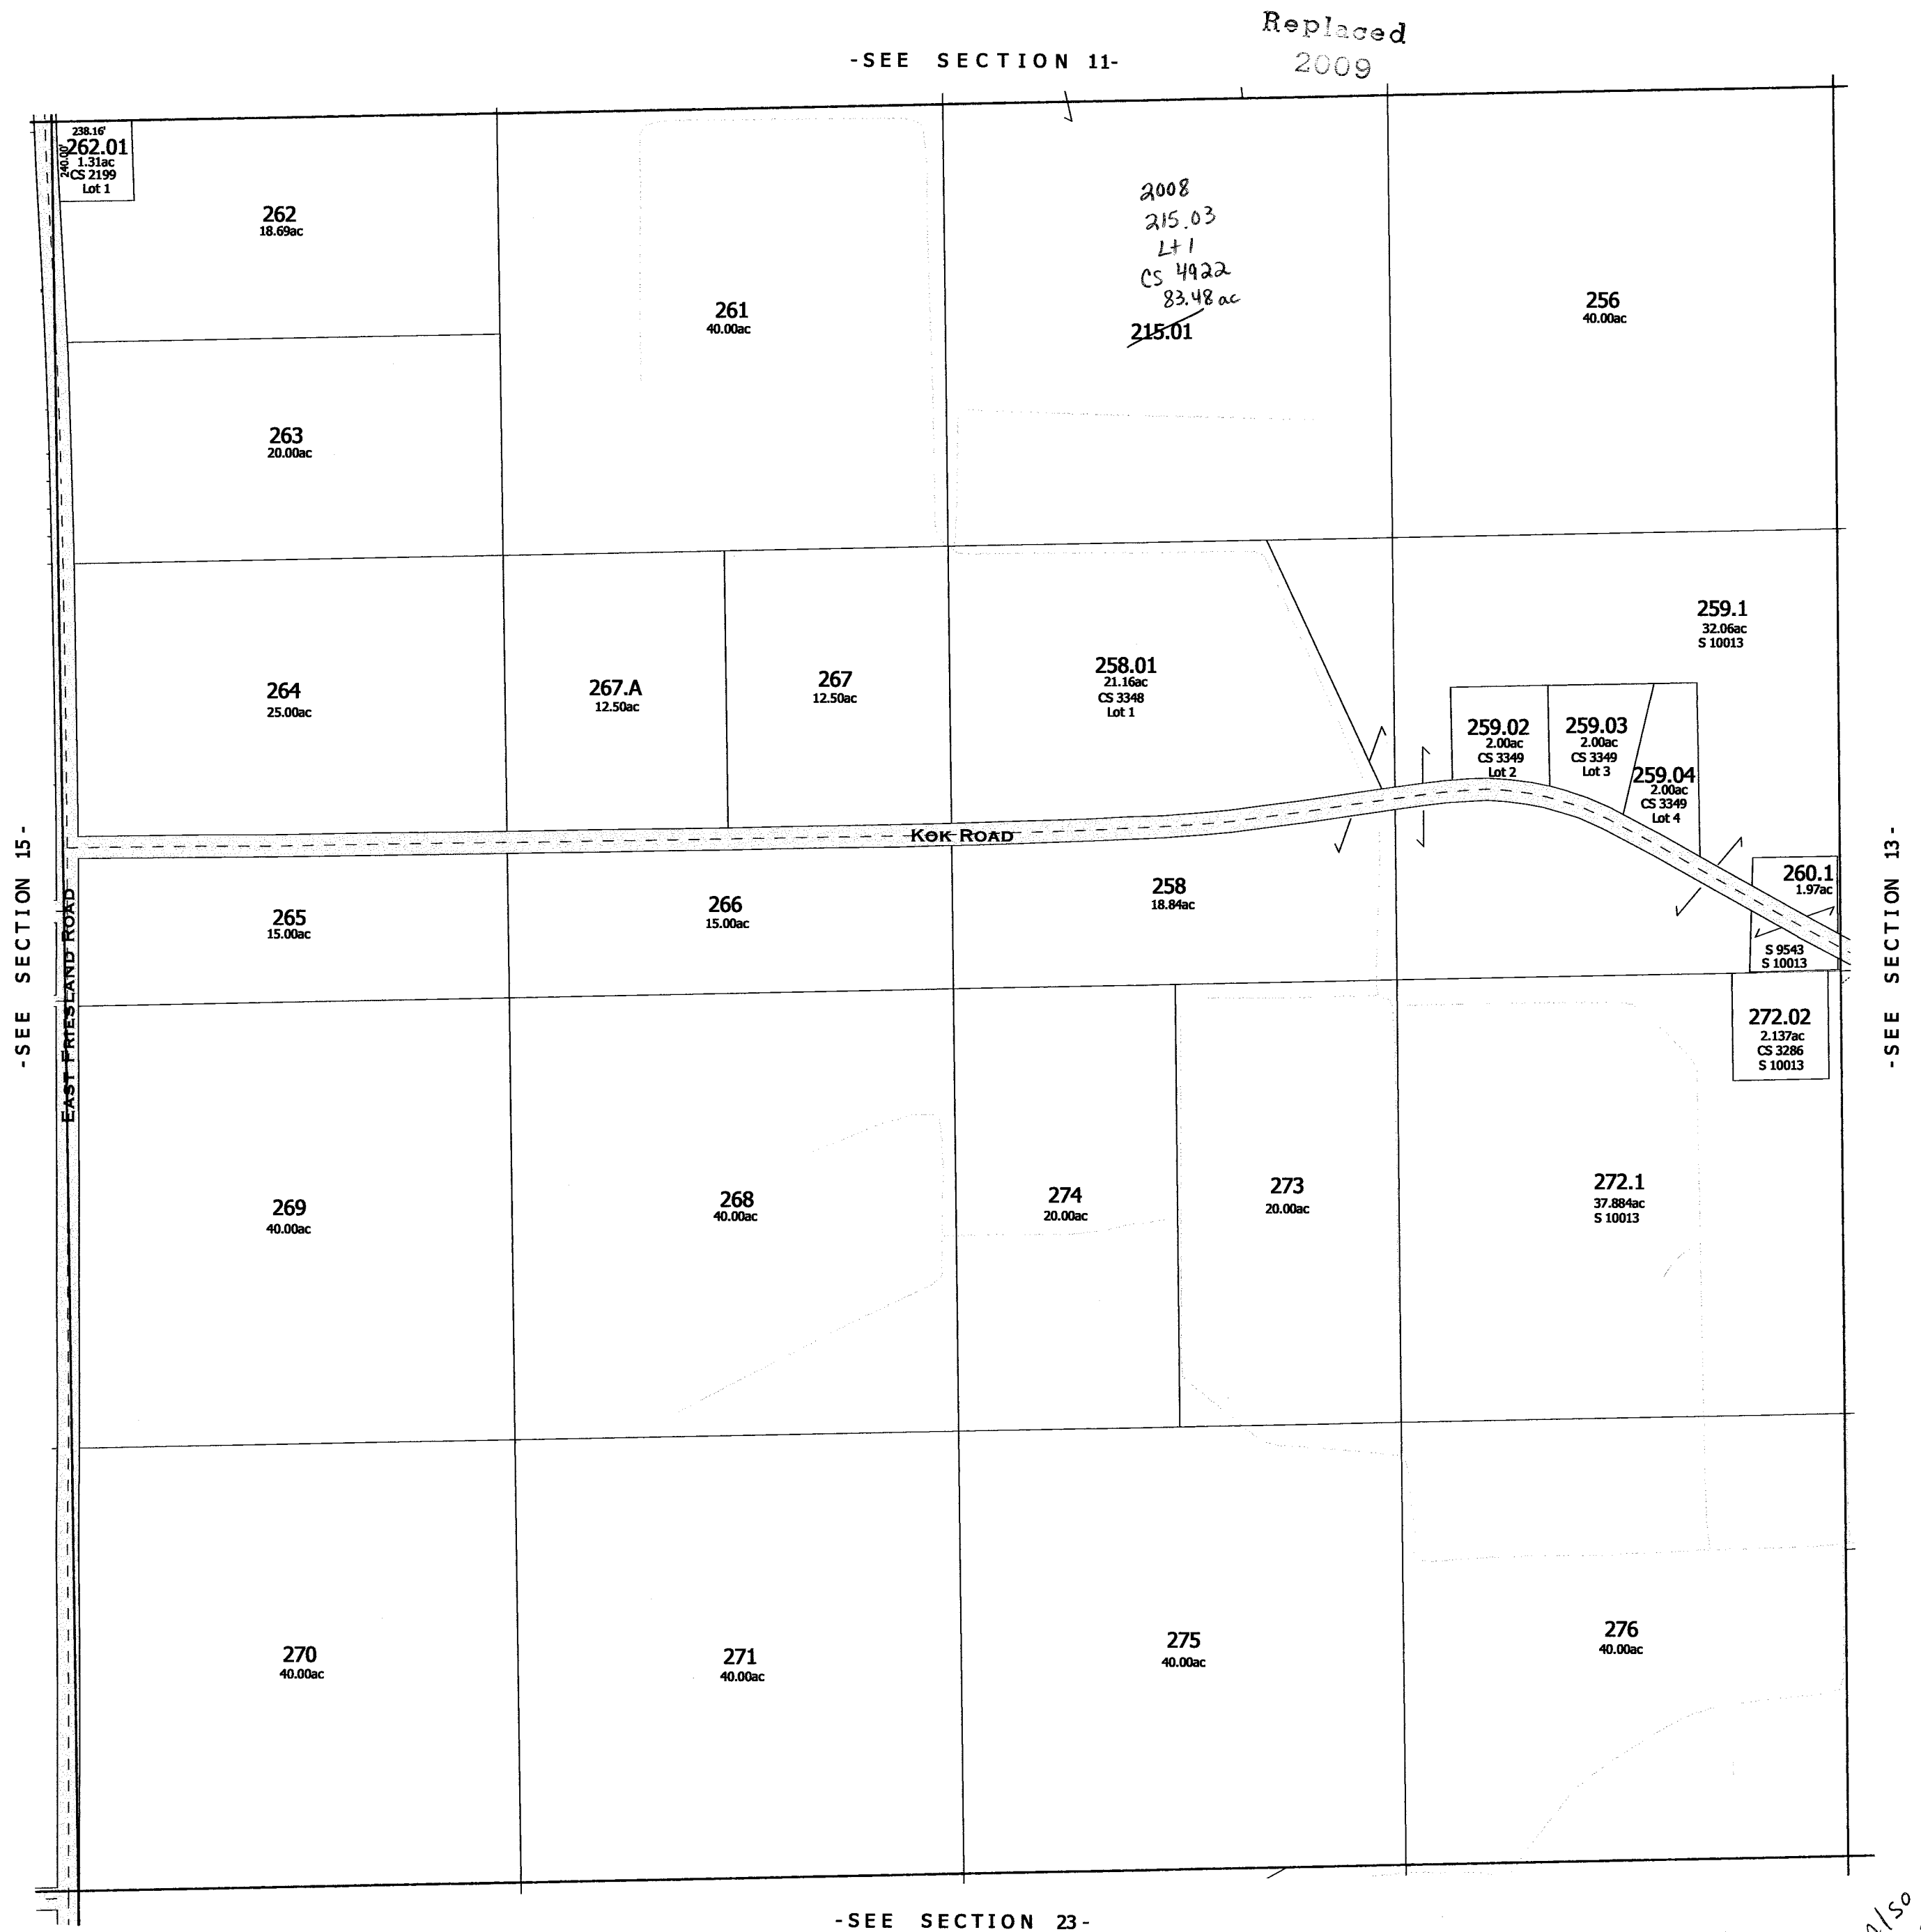 Replaced
2009
-SEE SECTION 11-
238.16'
240.00'
262.01
1.31ac
CS 2199
Lot 1
262
18.69ac
261
40.00ac
2008
215.03
Lt 1
CS 4922
83.48 ac
215.01
256
40.00ac
263
20.00ac
264
25.00ac
267.A
12.50ac
267
12.50ac
258.01
21.16ac
CS 3348
Lot 1
259.1
32.06ac
S 10013
259.02
2.00ac
CS 3349
Lot 2
259.03
2.00ac
CS 3349
Lot 3
259.04
2.00ac
CS 3349
Lot 4
KOK ROAD
-SEE SECTION 15-
EAST FRIESLAND ROAD
265
15.00ac
266
15.00ac
258
18.84ac
260.1
1.97ac
S 9543
S 10013
-SEE SECTION 13-
272.02
2.137ac
CS 3286
S 10013
269
40.00ac
268
40.00ac
274
20.00ac
273
20.00ac
272.1
37.884ac
S 10013
270
40.00ac
271
40.00ac
275
40.00ac
276
40.00ac
-SEE SECTION 23-